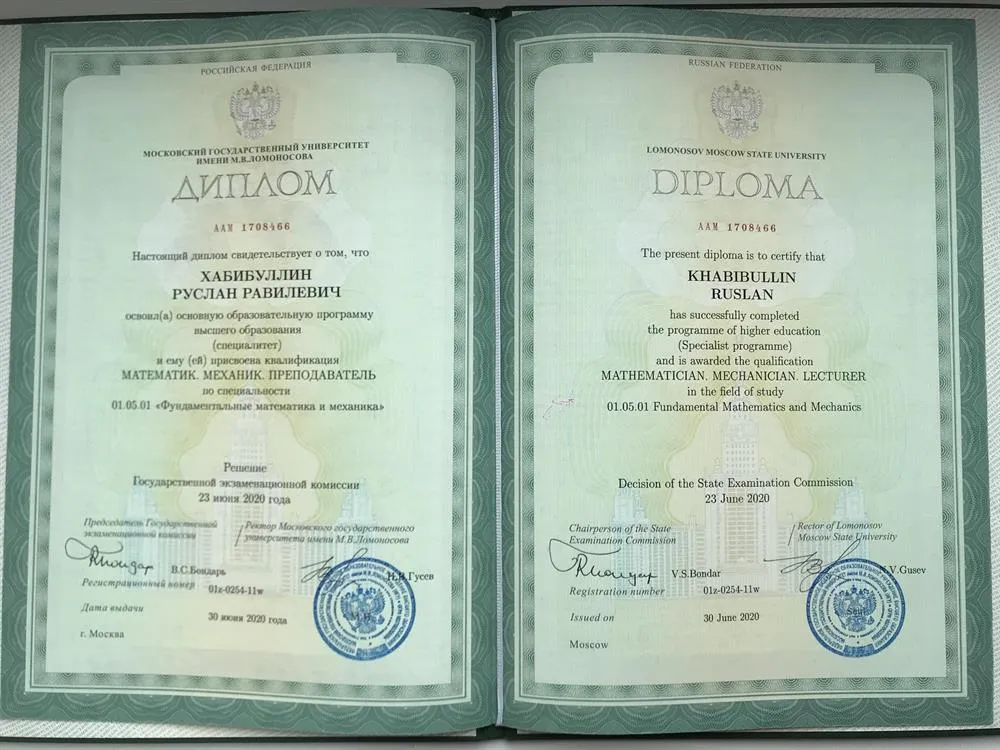 РОССИЙСКАЯ ФЕДЕРАЦИЯ
МОСКОВСКИЙ ГОСУДАРСТВЕННЫЙ УНИВЕРСИТЕТ
ИМЕНИ М.В.ЛОМОНОСОВА
ДИПЛОМ
ААМ 1708466
Настоящий диплом свидетельствует о том, что
ХАБИБУЛЛИН
РУСЛАН РАВИЛЕВИЧ
освоил(а) основную образовательную программу
высшего образования
(специалитет)
и ему (ей) присвоена квалификация
МАТЕМАТИК. МЕХАНИК. ПРЕПОДАВАТЕЛЬ
по специальности
01.05.01 «Фундаментальные математика и механика»
Решение
Государственной экзаменационной комиссии
23 июня 2020 года
Председатель Государственной
экзаменационной комиссии
Ректор Московского государственного
университета имени М.В.Ломоносова
В.С.Бондарь
Н.В.Гусев
Регистрационный номер 01z-0254-11w
Дата выдачи 30 июня 2020 года
г. Москва
RUSSIAN FEDERATION
LOMONOSOV MOSCOW STATE UNIVERSITY
DIPLOMA
ААМ 1708466
The present diploma is to certify that
KHABIBULLIN
RUSLAN
has successfully completed
the programme of higher education
(Specialist programme)
and is awarded the qualification
MATHEMATICIAN. MECHANICIAN. LECTURER
in the field of study
01.05.01 Fundamental Mathematics and Mechanics
Decision of the State Examination Commission
23 June 2020
Chairperson of the State
Examination Commission
Rector of Lomonosov
Moscow State University
V.S.Bondar
N.V.Gusev
Registration number 01z-0254-11w
Issued on 30 June 2020
Moscow